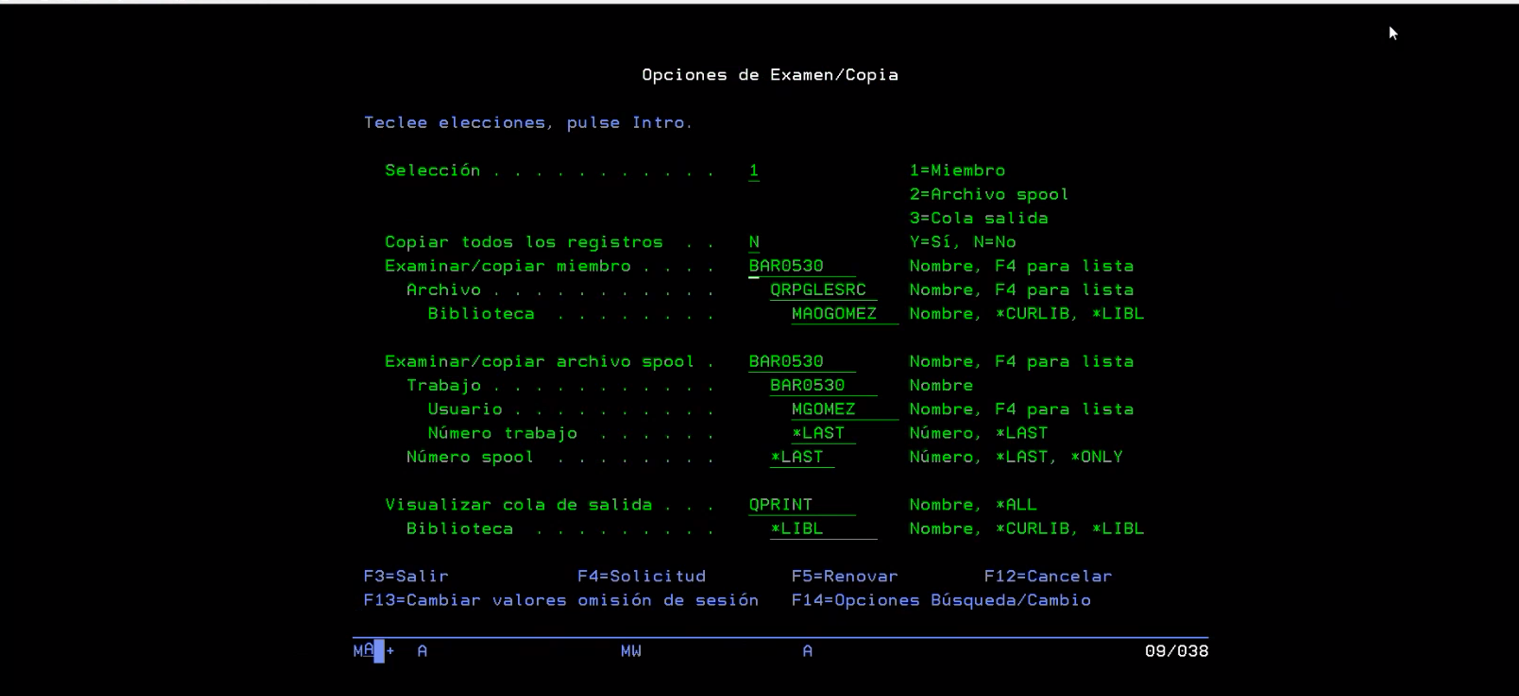 Opciones de Examen/Copia
Teclee elecciones, pulse Intro.
Selección . . . . . . . . . . . 1 1=Miembro
2=Archivo spool
3=Cola salida
Copiar todos los registros . . N Y=Sí, N=No
Examinar/copiar miembro . . . . BAR0530 Nombre, F4 para lista
Archivo . . . . . . . . . . . QRPGLESRC Nombre, F4 para lista
Biblioteca . . . . . . . . MAOGOMEZ Nombre, *CURLIB, *LIBL
Examinar/copiar archivo spool . BAR0530 Nombre, F4 para lista
Trabajo . . . . . . . . . . . BAR0530 Nombre
Usuario . . . . . . . . . . MGOMEZ Nombre, F4 para lista
Número trabajo . . . . . . *LAST Número, *LAST
Número spool . . . . . . . . *LAST Número, *LAST, *ONLY
Visualizar cola de salida . . . QPRINT Nombre, *ALL
Biblioteca . . . . . . . . . *LIBL Nombre, *CURLIB, *LIBL
F3=Salir F4=Solicitud F5=Renovar F12=Cancelar
F13=Cambiar valores omisión de sesión F14=Opciones Búsqueda/Cambio
MA + A MW A 09/038